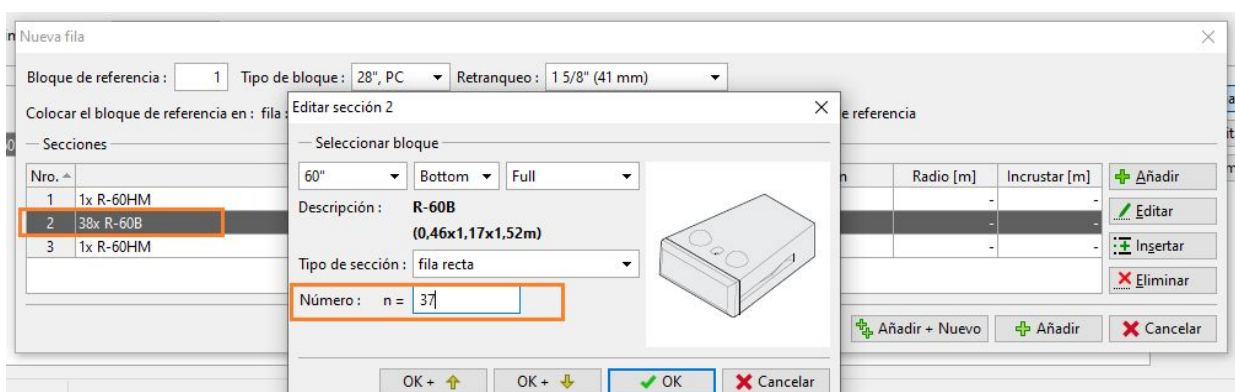 Nueva fila
Bloque de referencia : 1 Tipo de bloque : 28", PC Retranqueo : 1 5/8" (41 mm)
Colocar el bloque de referencia en : fila : e referencia
Editar sección 2
Secciones
Seleccionar bloque
Nro. Radio [m] Incrustar [m]
1 1x R-60HM - -
2 38x R-60B - -
3 1x R-60HM - -
60" Bottom Full
Descripción : R-60B
(0,46x1,17x1,52m)
Tipo de sección : fila recta
Número : n = 37
Añadir
Editar
Insertar
Eliminar
Añadir + Nuevo Añadir Cancelar
OK + OK + OK Cancelar